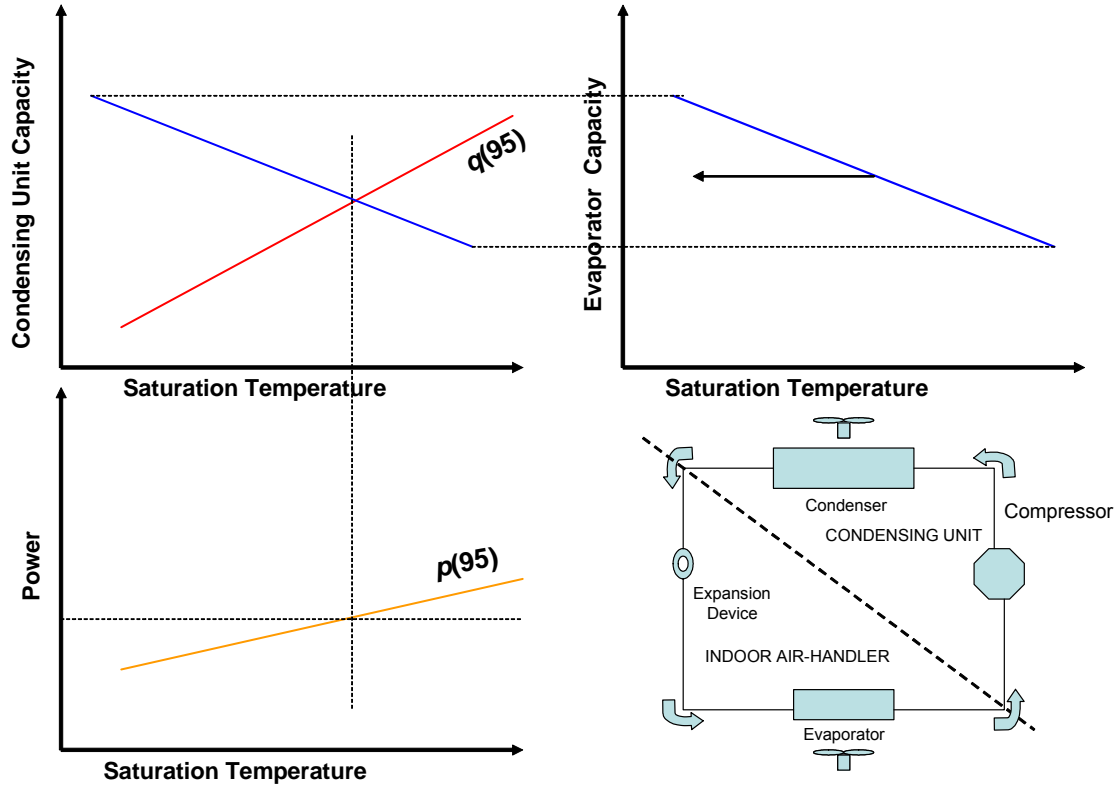 Condensing Unit Capacity
q(95)
Saturation Temperature
Evaporator Capacity
Saturation Temperature
Power
p(95)
Saturation Temperature
Condenser
Compressor
CONDENSING UNIT
Expansion
Device
INDOOR AIR-HANDLER
Evaporator